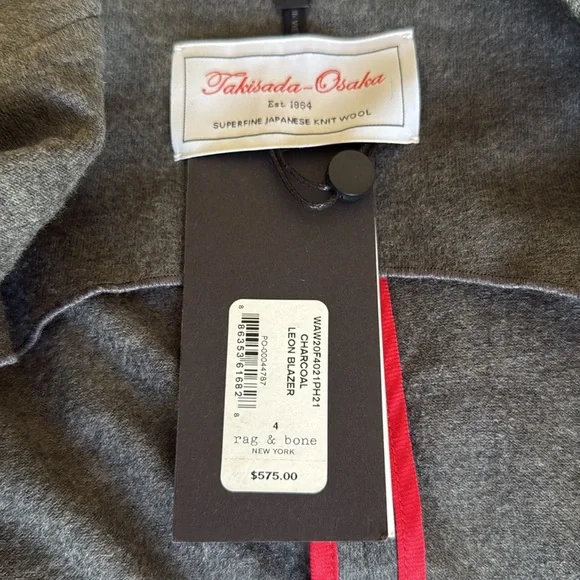 Takisada-Osaka
Est. 1864
SUPERFINE JAPANESE KNIT WOOL
WAW20F4021PH21
CHARCOAL
LEON BLAZER
PO-00044787
8 86353 61682 8
4
rag & bone
NEW YORK
$575.00